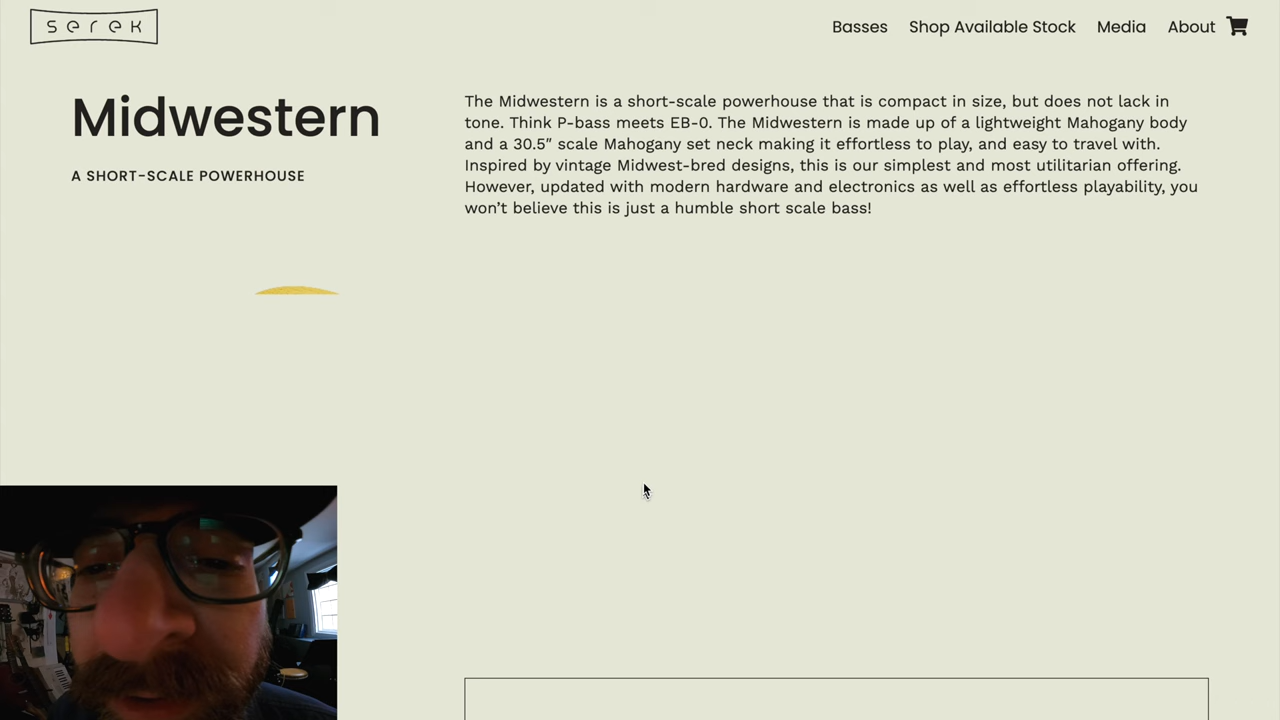 serek
Basses Shop Available Stock Media About
Midwestern
A SHORT-SCALE POWERHOUSE
The Midwestern is a short-scale powerhouse that is compact in size, but does not lack in
tone. Think P-bass meets EB-0. The Midwestern is made up of a lightweight Mahogany body
and a 30.5″ scale Mahogany set neck making it effortless to play, and easy to travel with.
Inspired by vintage Midwest-bred designs, this is our simplest and most utilitarian offering.
However, updated with modern hardware and electronics as well as effortless playability, you
won’t believe this is just a humble short scale bass!